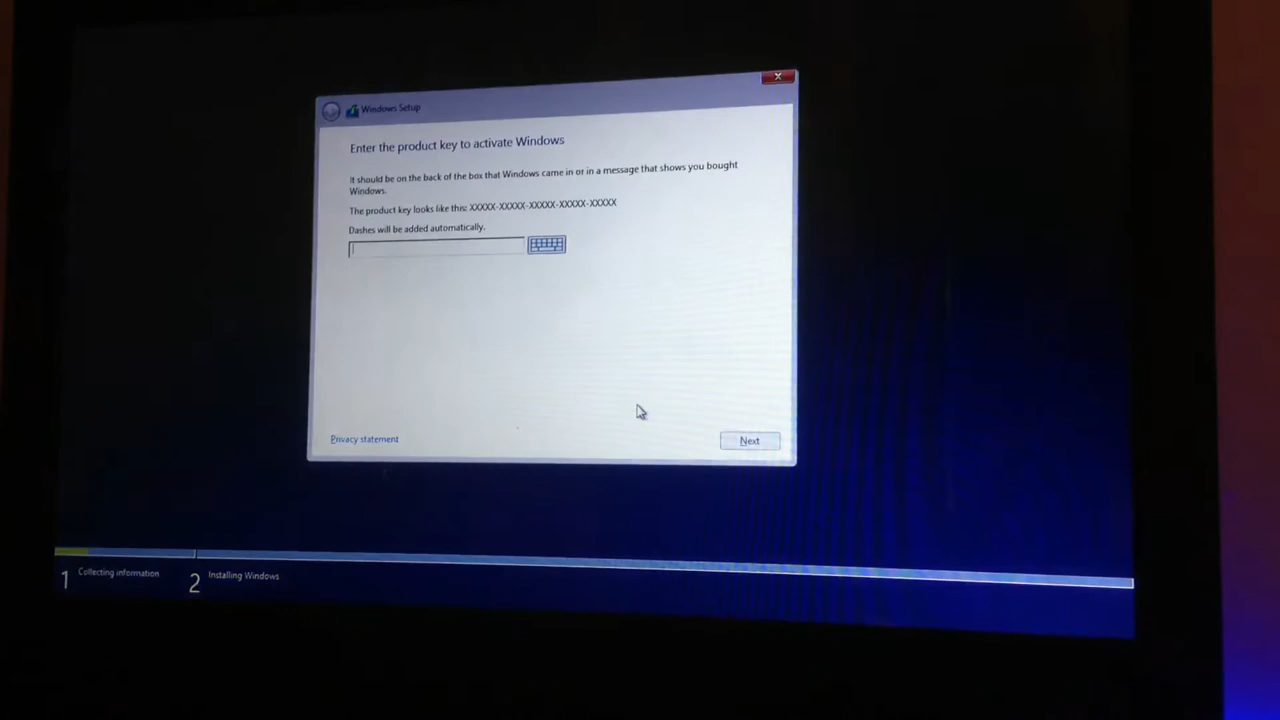 Windows Setup
Enter the product key to activate Windows
It should be on the back of the box that Windows came in or in a message that shows you bought
Windows.
The product key looks like this: XXXXX-XXXXX-XXXXX-XXXXX-XXXXX
Dashes will be added automatically.
Privacy statement
Next
1 Collecting information
2 Installing Windows